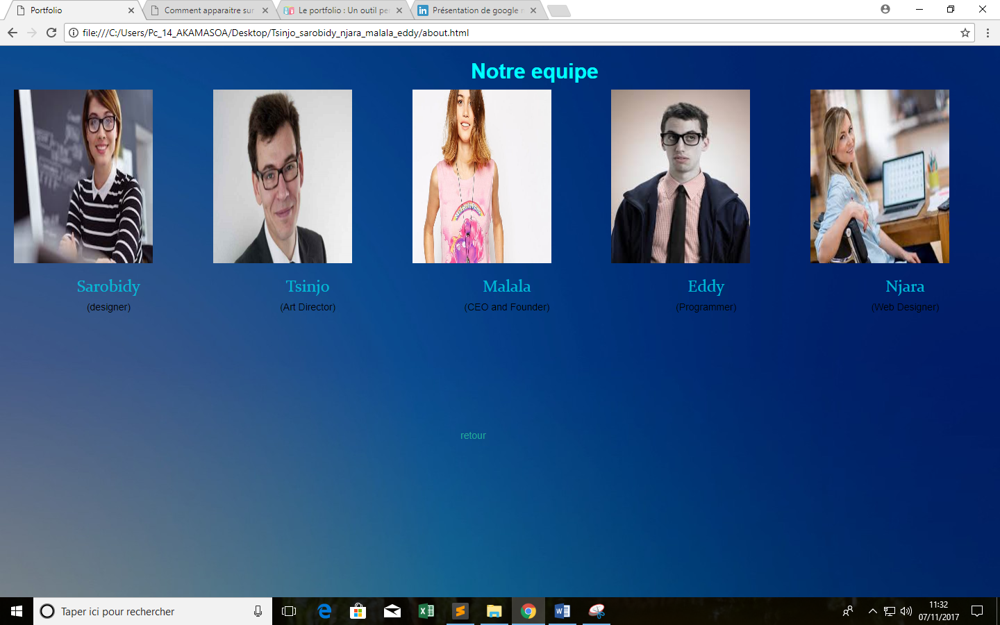 Portfolio
Comment apparaitre sur
Le portfolio : Un outil pe
Présentation de google
file:///C:/Users/Pc_14_AKAMASOA/Desktop/Tsinjo_sarobidy_njara_malala_eddy/about.html
Notre equipe
Sarobidy Tsinjo Malala Eddy Njara
(designer) (Art Director) (CEO and Founder) (Programmer) (Web Designer)
retour
Taper ici pour rechercher
11:32
07/11/2017